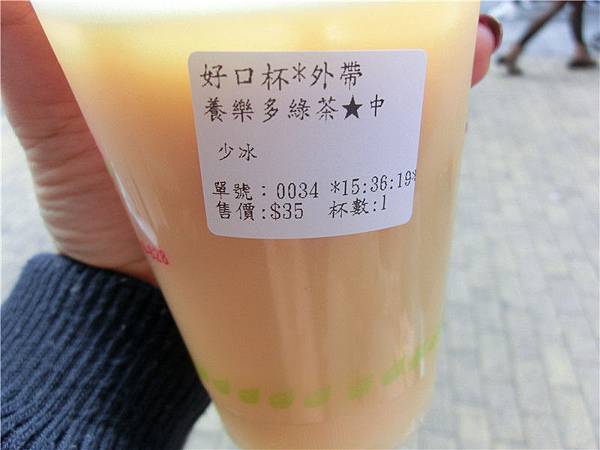 好口杯*外帶
養樂多綠茶★中
少冰
單號：0034 *15:36:19*
售價:$35 杯數:1